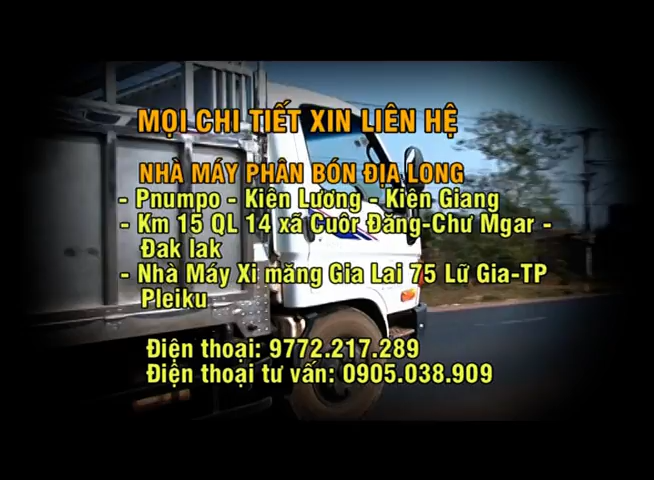 MỌI CHI TIẾT XIN LIÊN HỆ
NHÀ MÁY PHÂN BÓN ĐỊA LONG
- Pnumpo - Kiên Lương - Kiên Giang
- Km 15 QL 14 xã Cuôr Đăng-Chư Mgar -
Đak lak
- Nhà Máy Xi măng Gia Lai 75 Lữ Gia-TP
Pleiku
Điện thoại: 9772.217.289
Điện thoại tư vấn: 0905.038.909